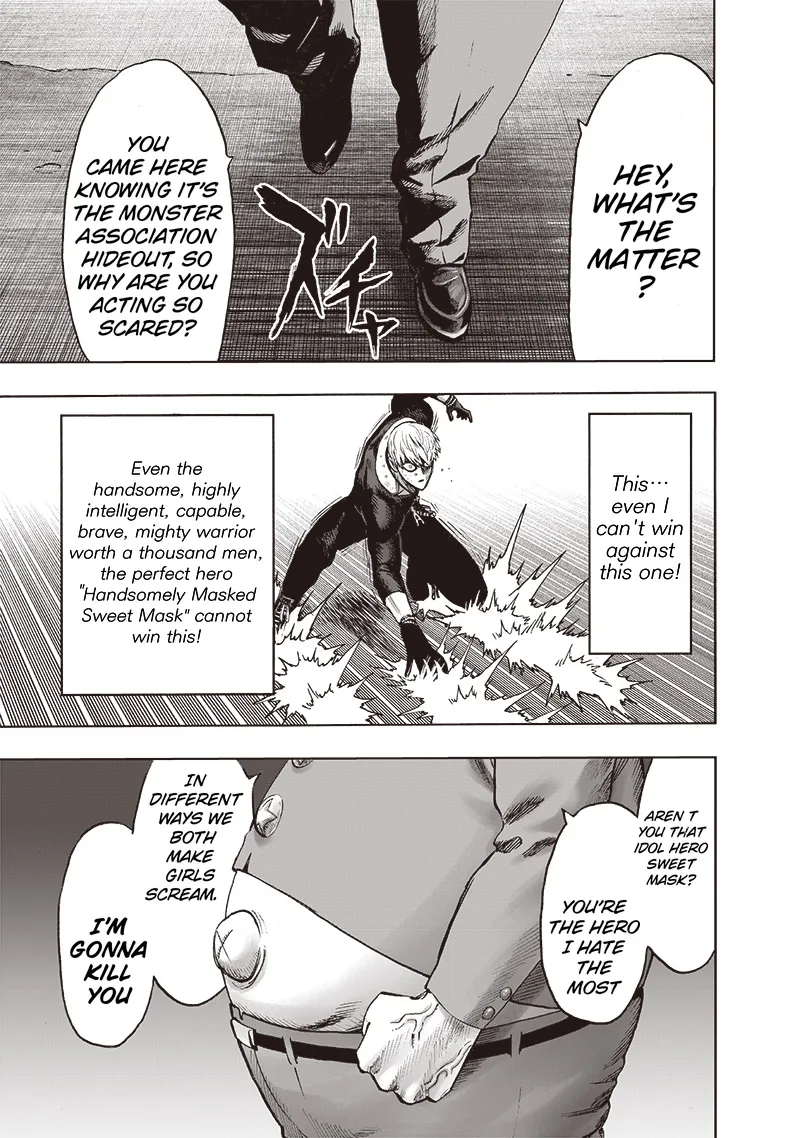 HEY,
WHAT'S
THE
MATTER
?
YOU
CAME HERE
KNOWING IT'S
THE MONSTER
ASSOCIATION
HIDEOUT, SO
WHY ARE YOU
ACTING SO
SCARED?
ズチャ
This…
even I
can't win
against
this one!
Even the
handsome, highly
intelligent, capable,
brave, mighty warrior
worth a thousand men,
the perfect hero
"Handsomely Masked
Sweet Mask" cannot
win this!
AREN T
YOU THAT
IDOL HERO
SWEET
MASK?
YOU'RE
THE HERO
I HATE
THE
MOST
IN
DIFFERENT
WAYS WE
BOTH
MAKE
GIRLS
SCREAM.
I'M
GONNA
KILL
YOU